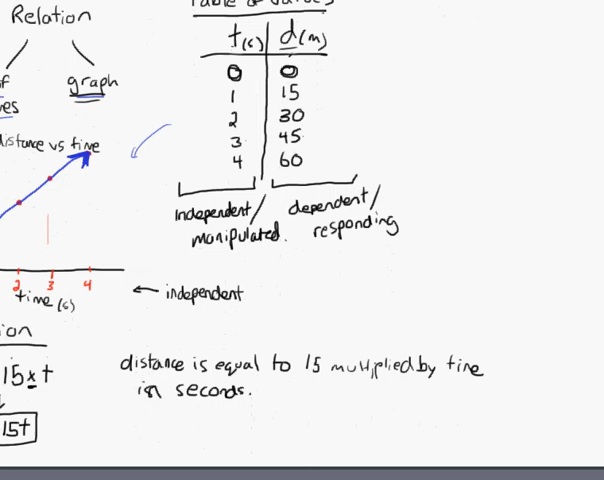 Relation
graph
distance vs time
2 3 4
time (s)
15 x t
15t
Table of values
t(s) d(m)
0 0
1 15
2 30
3 45
4 60
independent/ dependent/
manipulated. responding
← independent
distance is equal to 15 multiplied by time
in seconds.